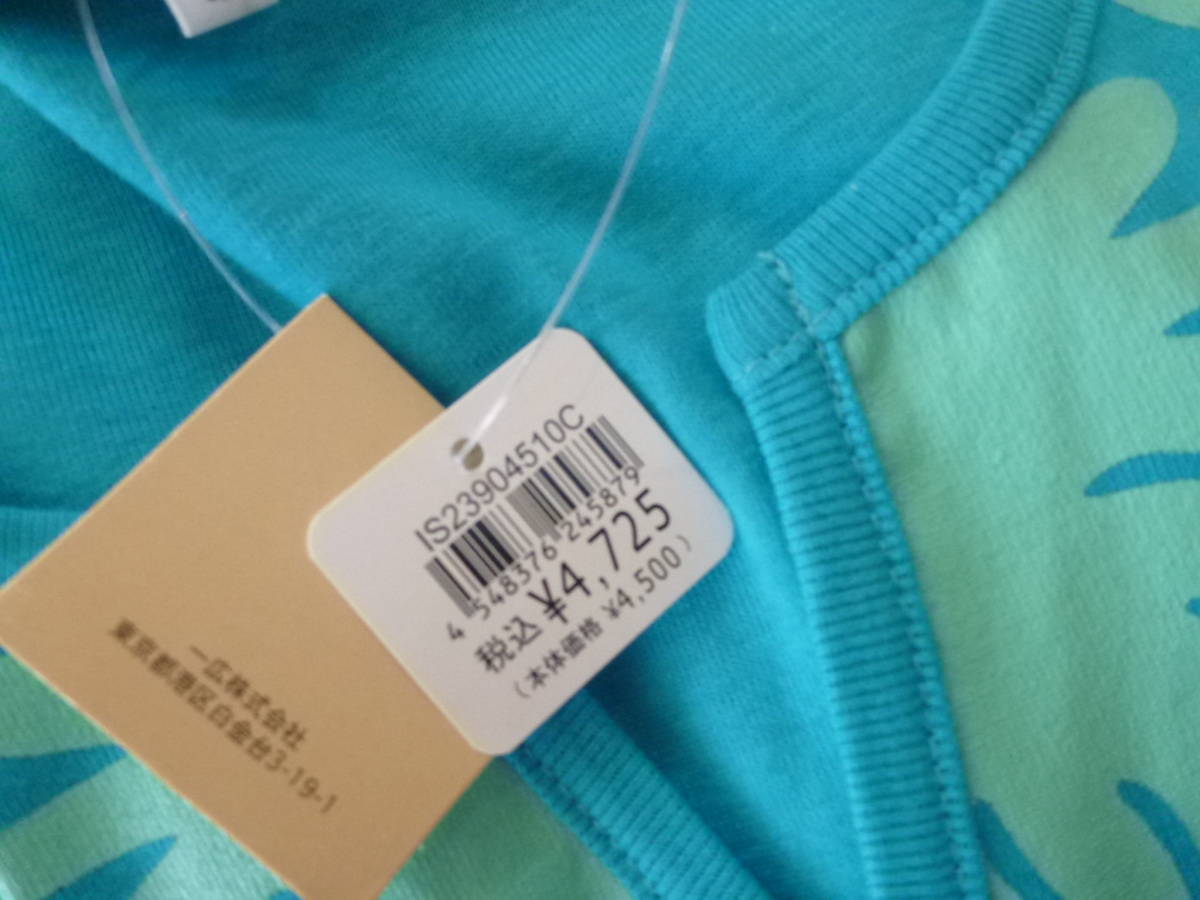 IS23904510C
4 548376 245879
税込 ¥4,725
(本体価格 ¥4,500)
一広株式会社
東京都港区白金台3-19-1